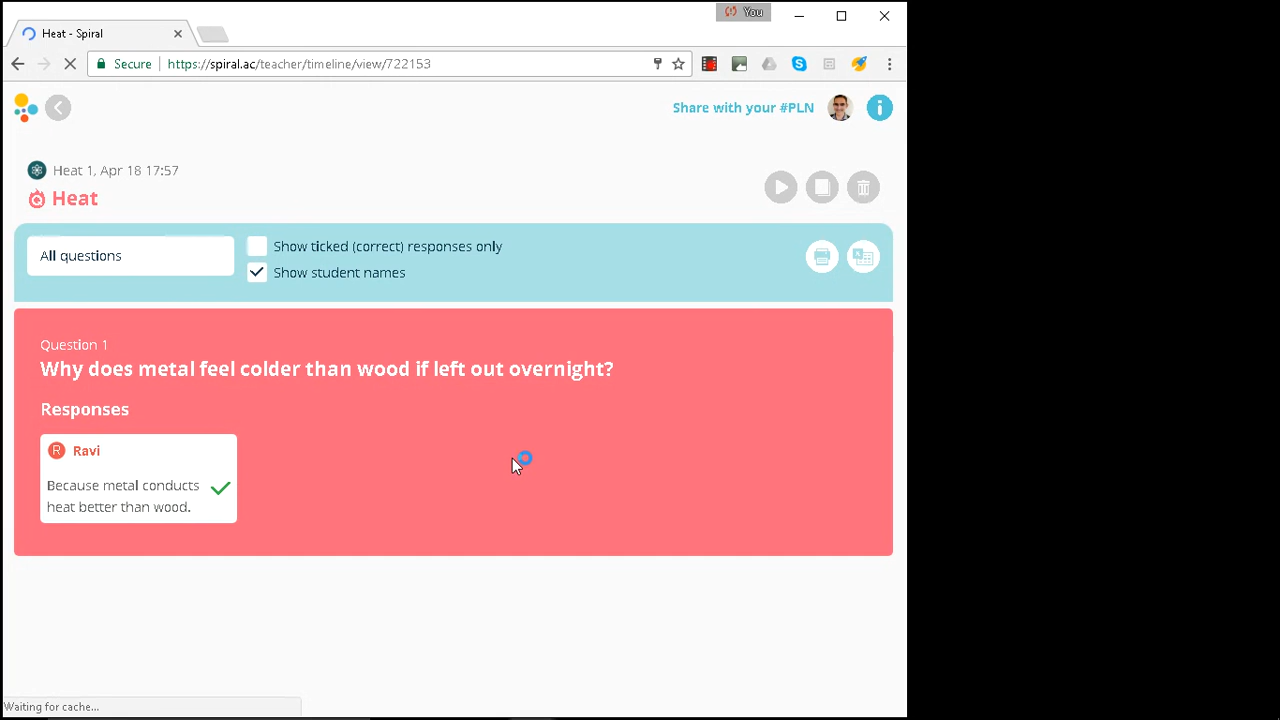 You
Heat - Spiral
Secure https://spiral.ac/teacher/timeline/view/722153
Share with your #PLN
Heat 1, Apr 18 17:57
Heat
All questions
Show ticked (correct) responses only
Show student names
Question 1
Why does metal feel colder than wood if left out overnight?
Responses
R Ravi
Because metal conducts
heat better than wood.
Waiting for cache...